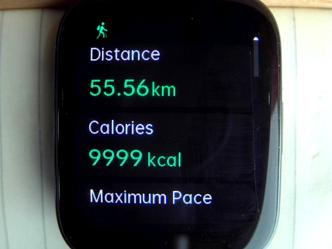 Distance
55.56km
Calories
9999 kcal
Maximum Pace